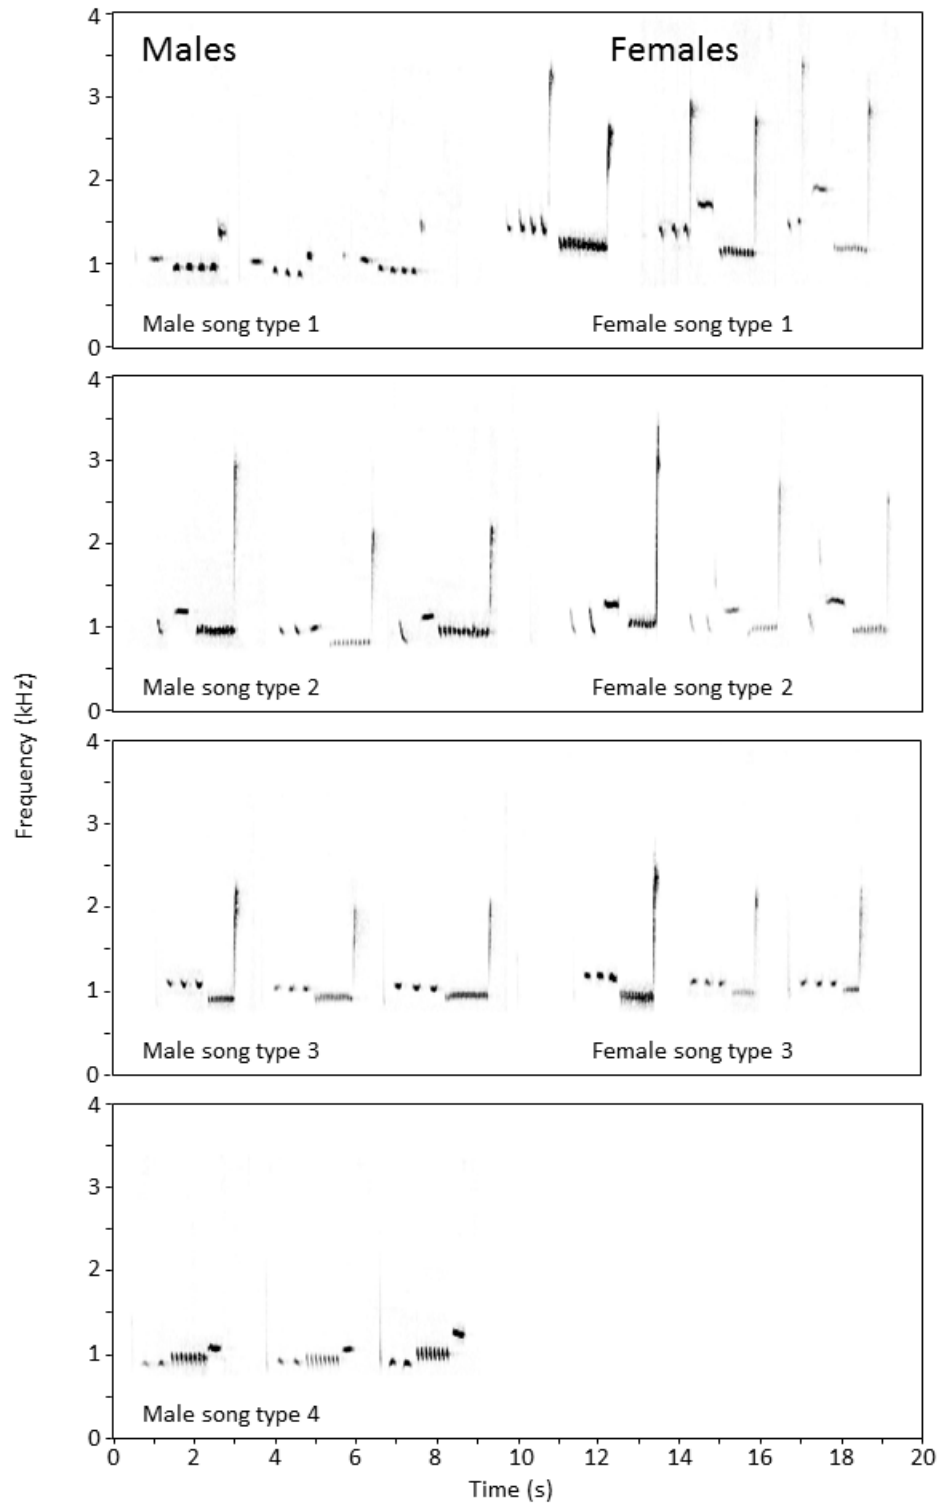 4
Males Females
3
2
1
Male song type 1 Female song type 1
0
4
3
2
1
Male song type 2 Female song type 2
0
Frequency (kHz)
4
3
2
1
Male song type 3 Female song type 3
0
4
3
2
1
Male song type 4
0
0 2 4 6 8 10 12 14 16 18 20
Time (s)